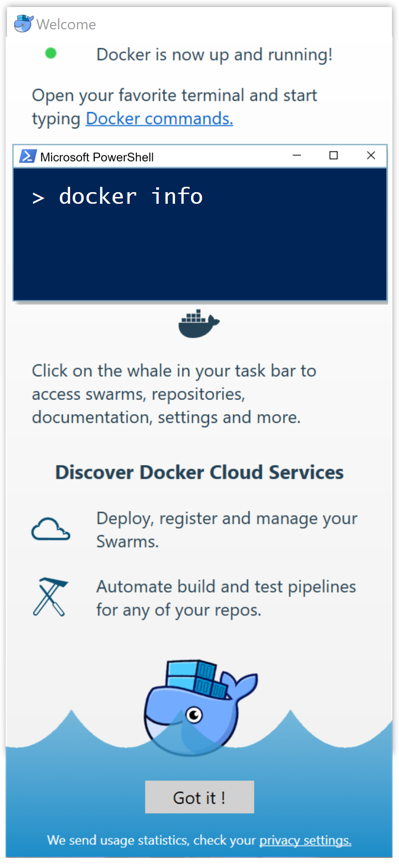 Welcome
Docker is now up and running!
Open your favorite terminal and start
typing Docker commands.
Microsoft PowerShell
> docker info
Click on the whale in your task bar to
access swarms, repositories,
documentation, settings and more.
Discover Docker Cloud Services
Deploy, register and manage your
Swarms.
Automate build and test pipelines
for any of your repos.
Got it !
We send usage statistics, check your privacy settings.